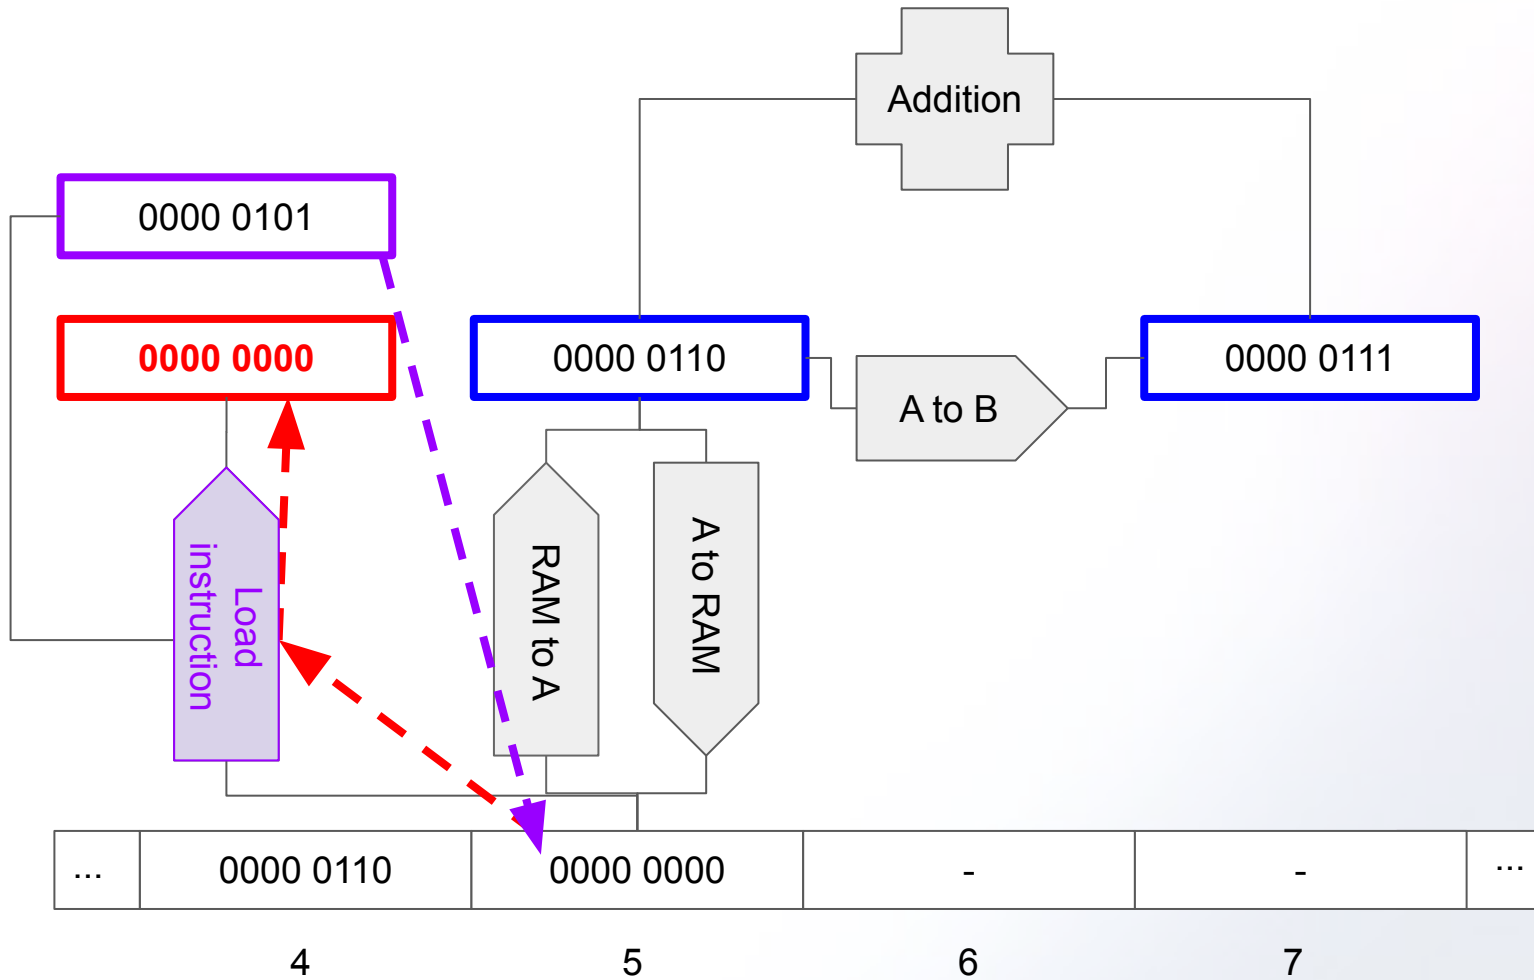 Addition
0000 0101
0000 0000
0000 0110
0000 0111
A to B
Load
instruction
RAM to A
A to RAM
...
0000 0110
0000 0000
-
-
...
4
5
6
7